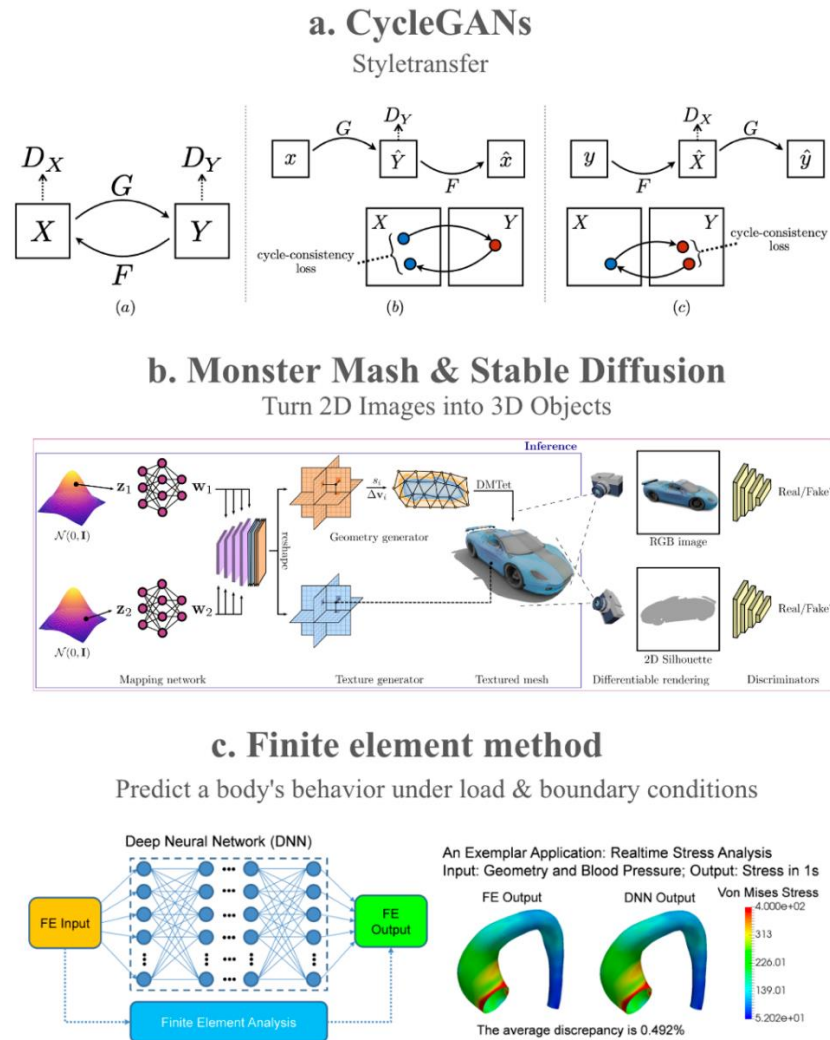 a. CycleGANs
Styletransfer
D_X
D_Y
G
X
Y
F
(a)
x
G
D_Y
Ŷ
F
x̂
X
Y
cycle-consistency
loss
(b)
y
F
D_X
X̂
G
ŷ
X
Y
cycle-consistency
loss
(c)
b. Monster Mash & Stable Diffusion
Turn 2D Images into 3D Objects
Inference
z₁
w₁
N(0, I)
z₂
w₂
N(0, I)
Mapping network
reshape
Geometry generator
s_i
Δv_i
DMTet
Texture generator
Textured mesh
RGB image
2D Silhouette
Differentiable rendering
Real/Fake?
Real/Fake?
Discriminators
c. Finite element method
Predict a body's behavior under load & boundary conditions
Deep Neural Network (DNN)
FE Input
FE
Output
Finite Element Analysis
An Exemplar Application: Realtime Stress Analysis
Input: Geometry and Blood Pressure; Output: Stress in 1s
FE Output
DNN Output
Von Mises Stress
4.000e+02
313
226.01
139.01
5.202e+01
The average discrepancy is 0.492%